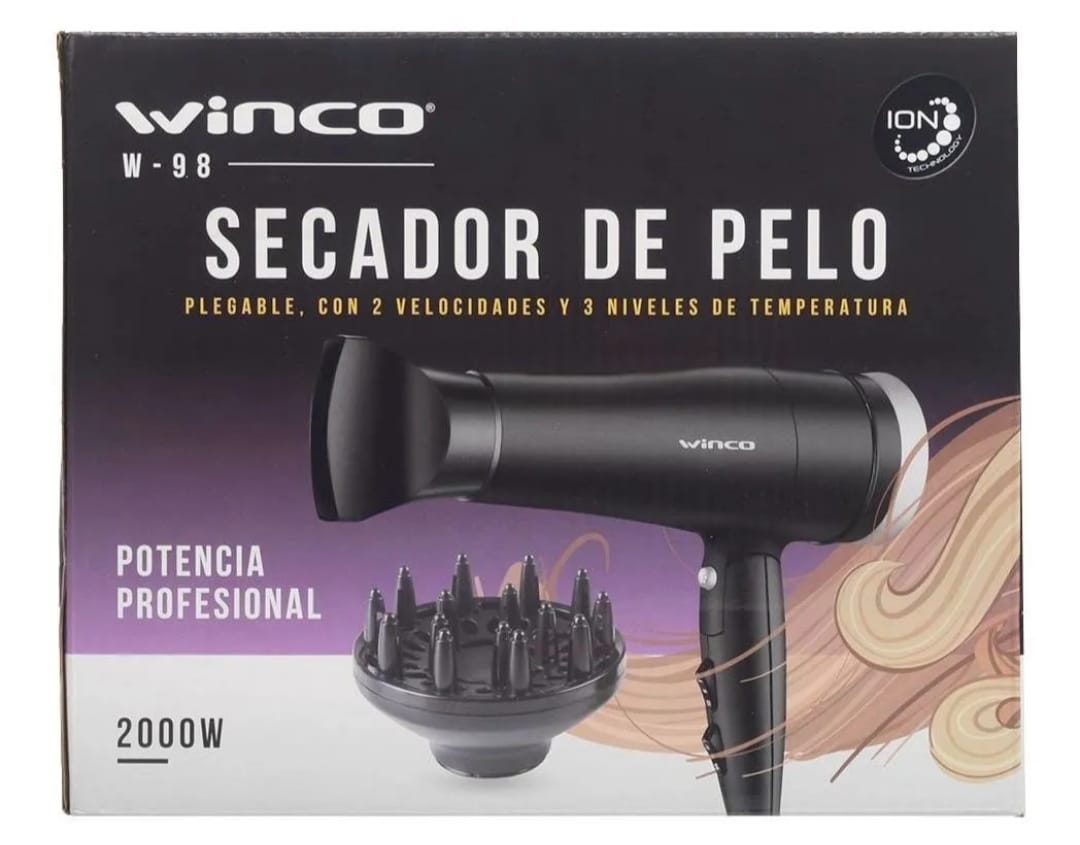 winco®
W-98
ION
TECHNOLOGY
SECADOR DE PELO
PLEGABLE, CON 2 VELOCIDADES Y 3 NIVELES DE TEMPERATURA
winco
POTENCIA
PROFESIONAL
2000W